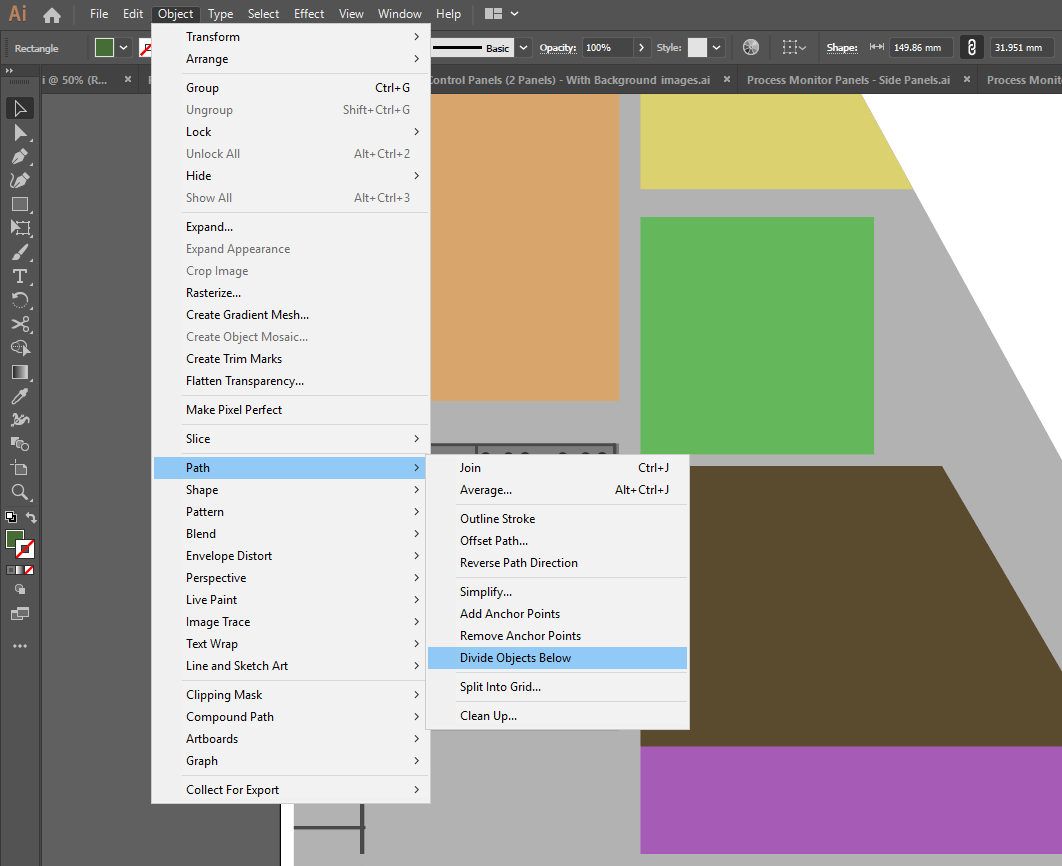 Ai File Edit Object Type Select Effect View Window Help
Rectangle Basic Opacity: 100% Style: Shape: 149.86 mm 31.951 mm
i @ 50% (R... × Control Panels (2 Panels) - With Background images.ai × Process Monitor Panels - Side Panels.ai × Process Monit
Transform
Arrange
Group Ctrl+G
Ungroup Shift+Ctrl+G
Lock
Unlock All Alt+Ctrl+2
Hide
Show All Alt+Ctrl+3
Expand...
Expand Appearance
Crop Image
Rasterize...
Create Gradient Mesh...
Create Object Mosaic...
Create Trim Marks
Flatten Transparency...
Make Pixel Perfect
Slice
Path
Shape
Pattern
Blend
Envelope Distort
Perspective
Live Paint
Image Trace
Text Wrap
Line and Sketch Art
Clipping Mask
Compound Path
Artboards
Graph
Collect For Export
Join Ctrl+J
Average... Alt+Ctrl+J
Outline Stroke
Offset Path...
Reverse Path Direction
Simplify...
Add Anchor Points
Remove Anchor Points
Divide Objects Below
Split Into Grid...
Clean Up...